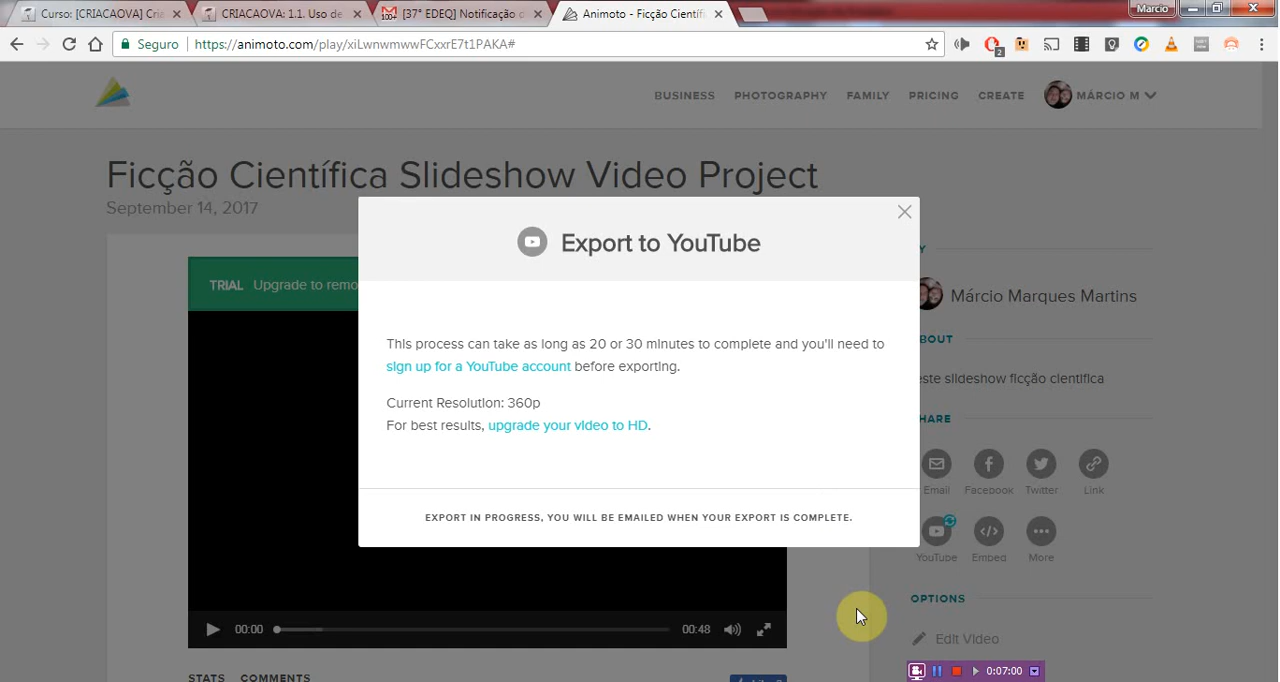 Curso: [CRIACAOVA] Cria
CRIACAOVA: 1.1. Uso de
[37° EDEQ] Notificação d
Animoto - Ficção Científi
Marcio
Seguro
https://animoto.com/play/xiLwnwmwwFCxxrE7t1PAKA#
2
BUSINESS PHOTOGRAPHY FAMILY PRICING CREATE MÁRCIO M
Ficção Científica Slideshow Video Project
September 14, 2017
TRIAL Upgrade to remo
Export to YouTube
This process can take as long as 20 or 30 minutes to complete and you'll need to
sign up for a YouTube account before exporting.
Current Resolution: 360p
For best results, upgrade your video to HD.
EXPORT IN PROGRESS, YOU WILL BE EMAILED WHEN YOUR EXPORT IS COMPLETE.
Y
Márcio Marques Martins
BOUT
este slideshow ficção cientifica
HARE
Email Facebook Twitter Link
YouTube Embed More
OPTIONS
Edit Video
00:00
00:48
0:07:00
STATS COMMENTS